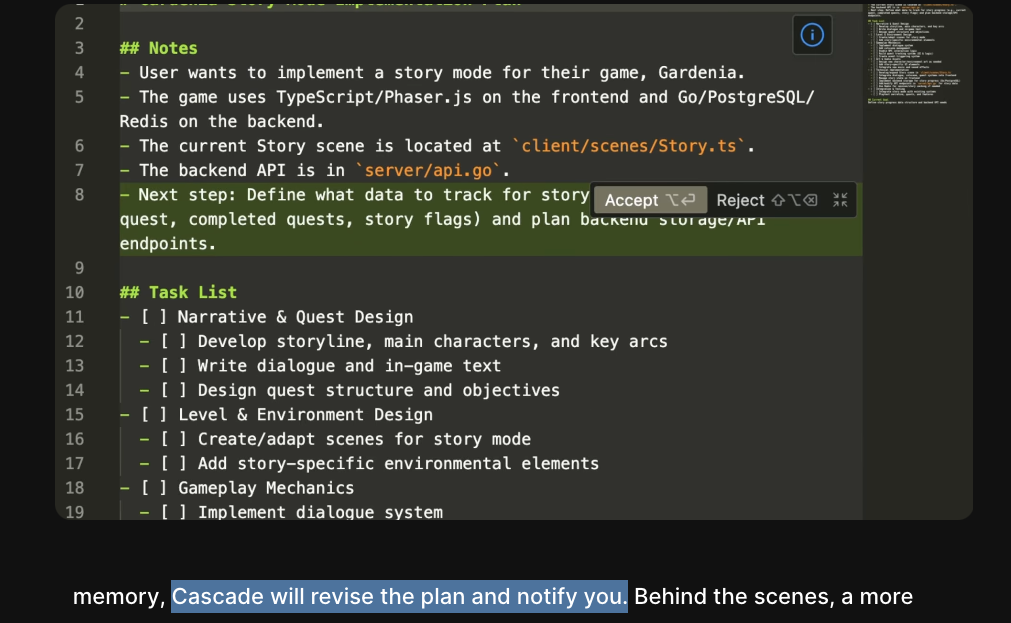 1
2
3 ## Notes
4 - User wants to implement a story mode for their game, Gardenia.
5 - The game uses TypeScript/Phaser.js on the frontend and Go/PostgreSQL/
Redis on the backend.
6 - The current Story scene is located at `client/scenes/Story.ts`.
7 - The backend API is in `server/api.go`.
8 - Next step: Define what data to track for story
Accept ⌥⏎ Reject ⇧⌥⌫
quest, completed quests, story flags) and plan backend storage/API
endpoints.
9
10 ## Task List
11 - [ ] Narrative & Quest Design
12 - [ ] Develop storyline, main characters, and key arcs
13 - [ ] Write dialogue and in-game text
14 - [ ] Design quest structure and objectives
15 - [ ] Level & Environment Design
16 - [ ] Create/adapt scenes for story mode
17 - [ ] Add story-specific environmental elements
18 - [ ] Gameplay Mechanics
19 - [ ] Implement dialogue system
memory, Cascade will revise the plan and notify you. Behind the scenes, a more